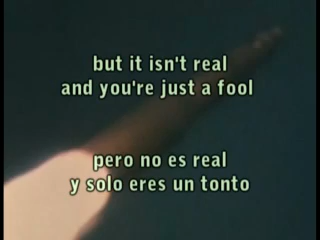 but it isn't real
and you're just a fool
pero no es real
y solo eres un tonto